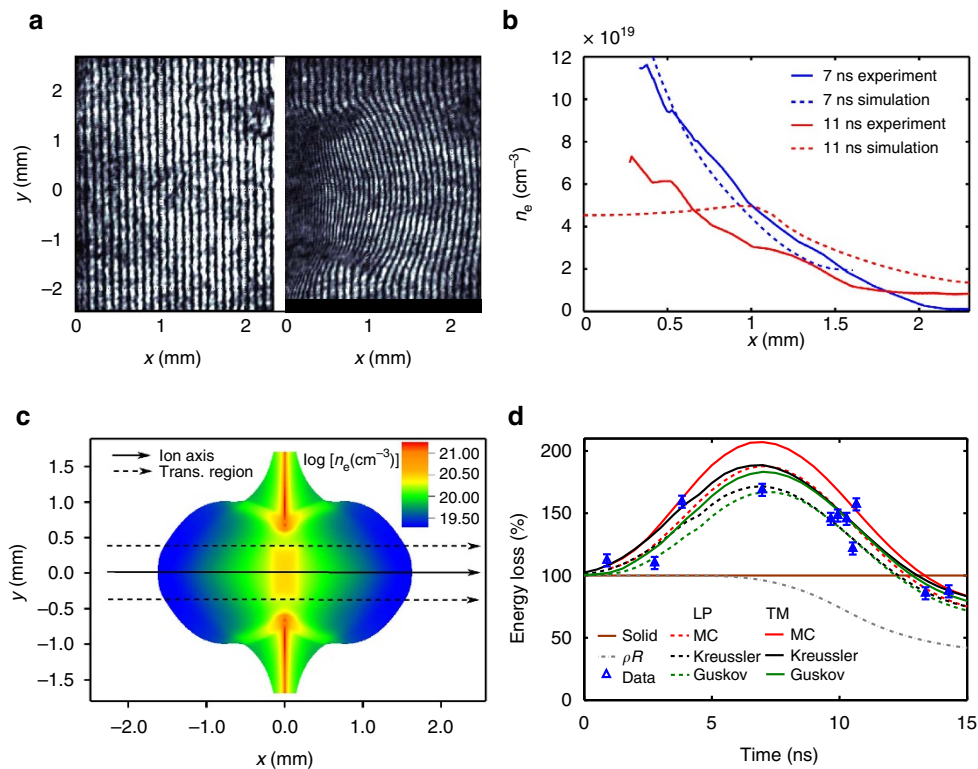 a
y (mm)
2
1
0
−1
−2
0
1
2
0
1
2
x (mm)
x (mm)
b
× 10¹⁹
nₑ (cm⁻³)
12
10
8
6
4
2
0
0
0.5
1
1.5
2
x (mm)
7 ns experiment
7 ns simulation
11 ns experiment
11 ns simulation
c
Ion axis
Trans. region
log [nₑ(cm⁻³)]
21.00
20.50
20.00
19.50
y (mm)
1.5
1.0
0.5
0.0
−0.5
−1.0
−1.5
−2.0
−1.0
0.0
1.0
2.0
x (mm)
d
Energy loss (%)
200
150
100
50
0
0
5
10
15
Time (ns)
LP
TM
Solid
MC
MC
ρR
Kreussler
Kreussler
Data
Guskov
Guskov